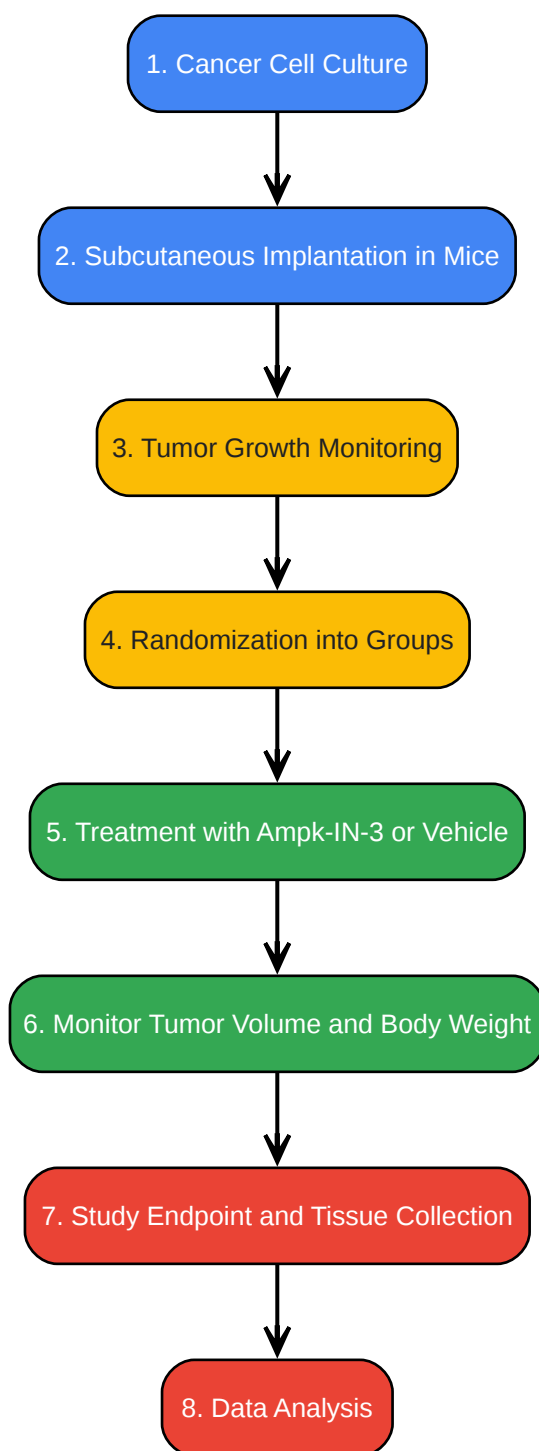 1. Cancer Cell Culture
2. Subcutaneous Implantation in Mice
3. Tumor Growth Monitoring
4. Randomization into Groups
5. Treatment with Ampk-IN-3 or Vehicle
6. Monitor Tumor Volume and Body Weight
7. Study Endpoint and Tissue Collection
8. Data Analysis